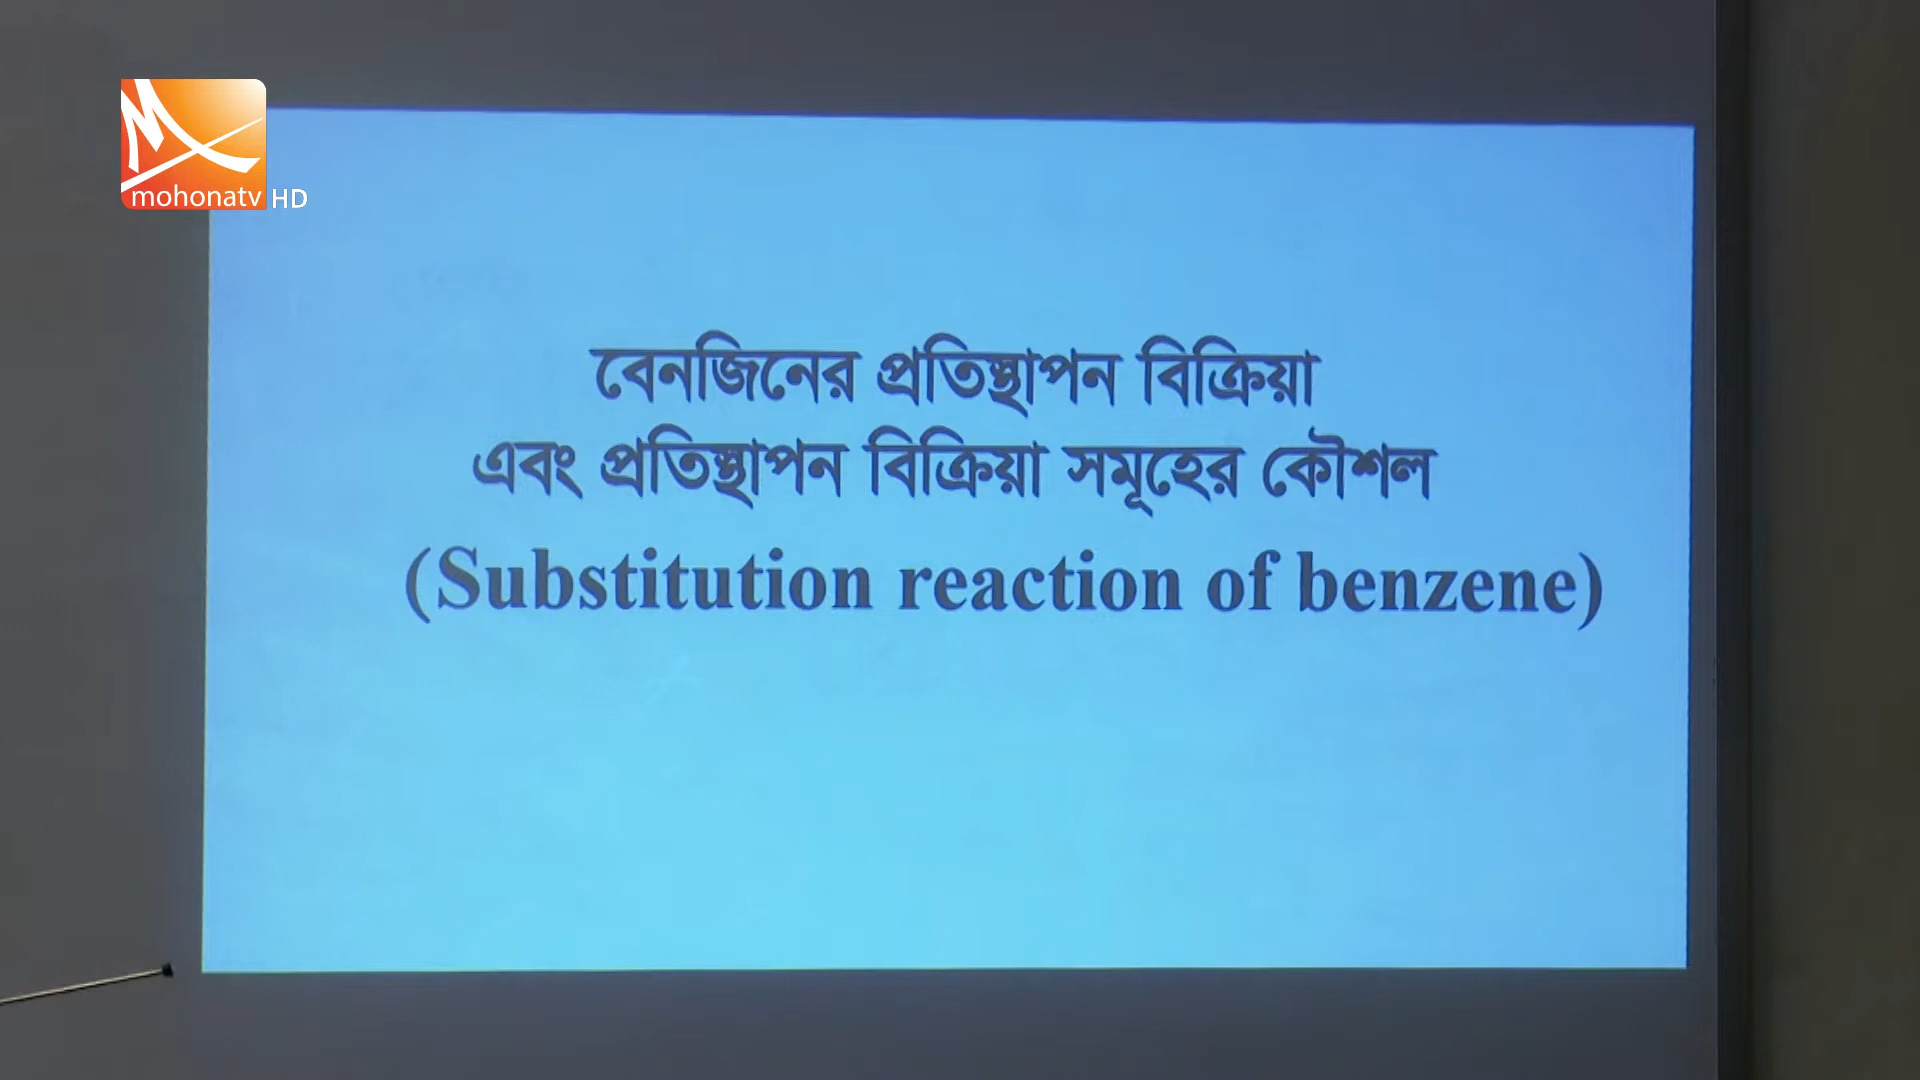 mohonatv HD
বেনজিনের প্রতিস্থাপন বিক্রিয়া
এবং প্রতিস্থাপন বিক্রিয়া সমূহের কৌশল
(Substitution reaction of benzene)